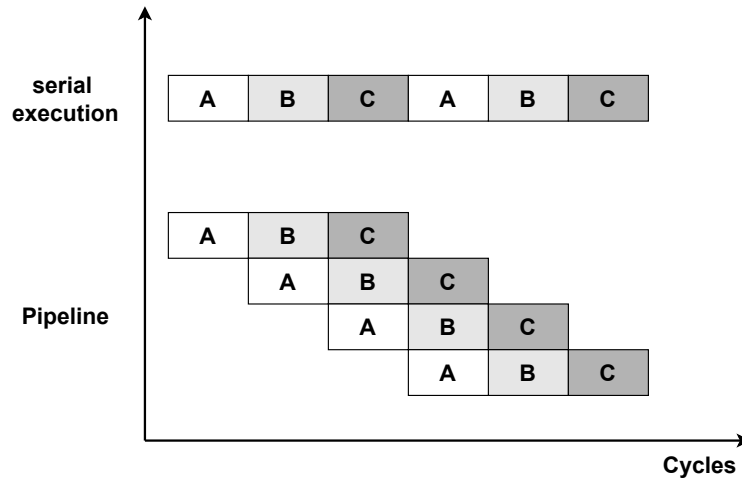 serial
execution
A B C A B C
A B C
A B C
Pipeline
A B C
A B C
Cycles